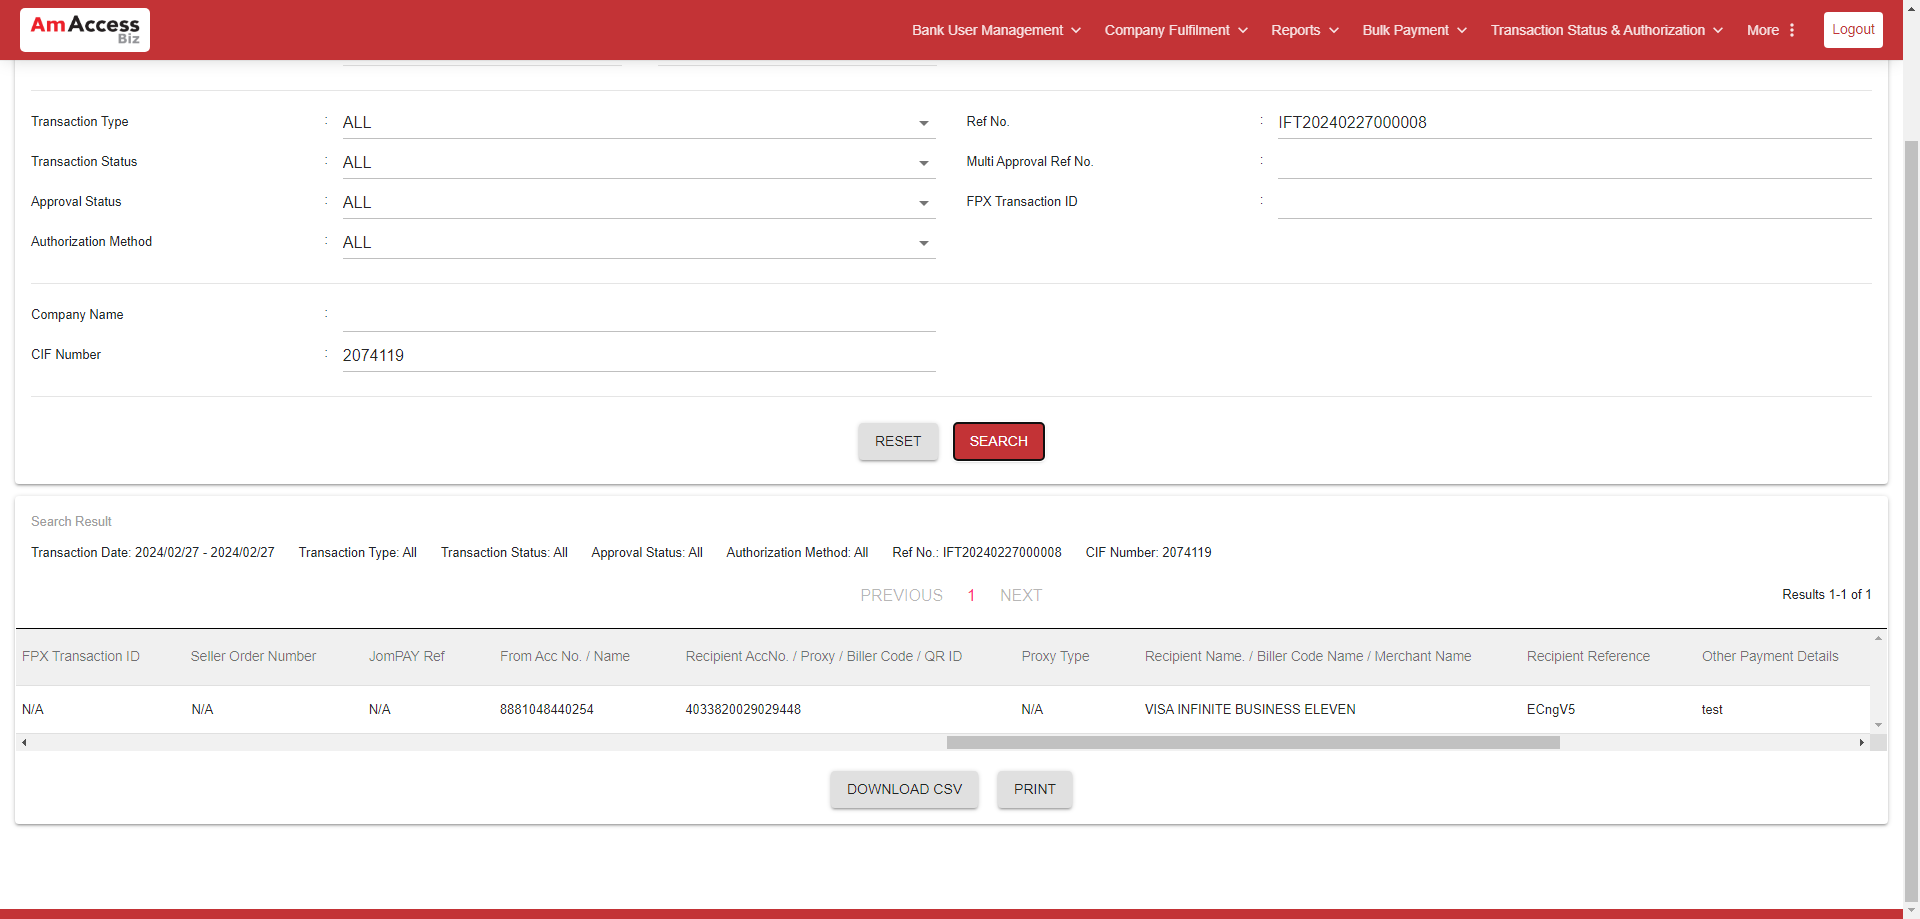 AmAccess
Biz
Bank User Management
Company Fulfilment
Reports
Bulk Payment
Transaction Status & Authorization
More
Logout
Transaction Type : ALL
Ref No. : IFT20240227000008
Transaction Status : ALL
Multi Approval Ref No. :
Approval Status : ALL
FPX Transaction ID :
Authorization Method : ALL
Company Name :
CIF Number : 2074119
RESET
SEARCH
Search Result
Transaction Date: 2024/02/27 - 2024/02/27 Transaction Type: All Transaction Status: All Approval Status: All Authorization Method: All Ref No.: IFT20240227000008 CIF Number: 2074119
PREVIOUS 1 NEXT
Results 1-1 of 1
FPX Transaction ID Seller Order Number JomPAY Ref From Acc No. / Name Recipient AccNo. / Proxy / Biller Code / QR ID Proxy Type Recipient Name. / Biller Code Name / Merchant Name Recipient Reference Other Payment Details
N/A N/A N/A 8881048440254 4033820029029448 N/A VISA INFINITE BUSINESS ELEVEN ECngV5 test
DOWNLOAD CSV
PRINT